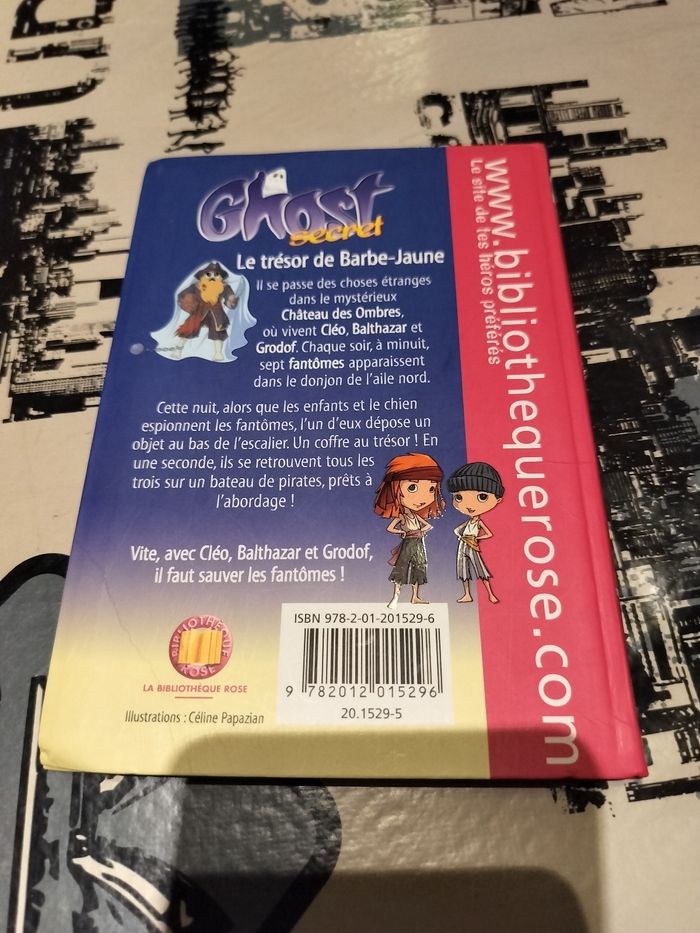 Ghost
secret
Le trésor de Barbe-Jaune
Il se passe des choses étranges
dans le mystérieux
Château des Ombres,
où vivent Cléo, Balthazar et
Grodof. Chaque soir, à minuit,
sept fantômes apparaissent
dans le donjon de l'aile nord.
Cette nuit, alors que les enfants et le chien
espionnent les fantômes, l'un d'eux dépose un
objet au bas de l'escalier. Un coffre au trésor ! En
une seconde, ils se retrouvent tous les
trois sur un bateau de pirates, prêts à
l'abordage !
Vite, avec Cléo, Balthazar et Grodof,
il faut sauver les fantômes !
BIBLIOTHEQUE
ROSE
LA BIBLIOTHÈQUE ROSE
Illustrations : Céline Papazian
ISBN 978-2-01-201529-6
9 782012 015296
20.1529-5
www.bibliothequerose.com
Le site de tes héros préférés